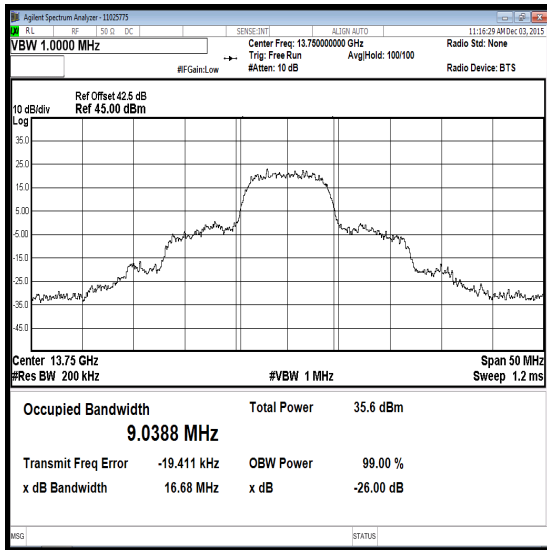 Agilent Spectrum Analyzer - 11025775
RL RF 50 Ω DC SENSE:INT ALIGN AUTO 11:16:29 AM Dec 03, 2015
VBW 1.0000 MHz Center Freq: 13.750000000 GHz Radio Std: None
Trig: Free Run Avg|Hold: 100/100
#IFGain:Low #Atten: 10 dB Radio Device: BTS
Ref Offset 42.5 dB
10 dB/div Ref 45.00 dBm
Log
35.0
25.0
15.0
5.00
-5.00
-15.0
-25.0
-35.0
-45.0
Center 13.75 GHz Span 50 MHz
#Res BW 200 kHz #VBW 1 MHz Sweep 1.2 ms
Occupied Bandwidth Total Power 35.6 dBm
9.0388 MHz
Transmit Freq Error -19.411 kHz OBW Power 99.00 %
x dB Bandwidth 16.68 MHz x dB -26.00 dB
MSG STATUS